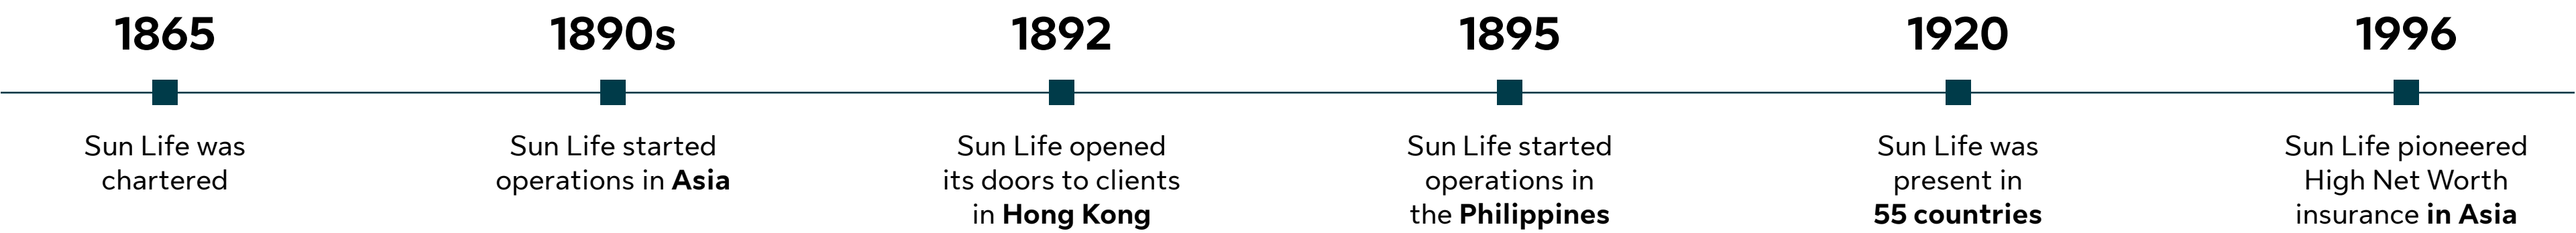 1865
Sun Life was
chartered
1890s
Sun Life started
operations in Asia
1892
Sun Life opened
its doors to clients
in Hong Kong
1895
Sun Life started
operations in
the Philippines
1920
Sun Life was
present in
55 countries
1996
Sun Life pioneered
High Net Worth
insurance in Asia